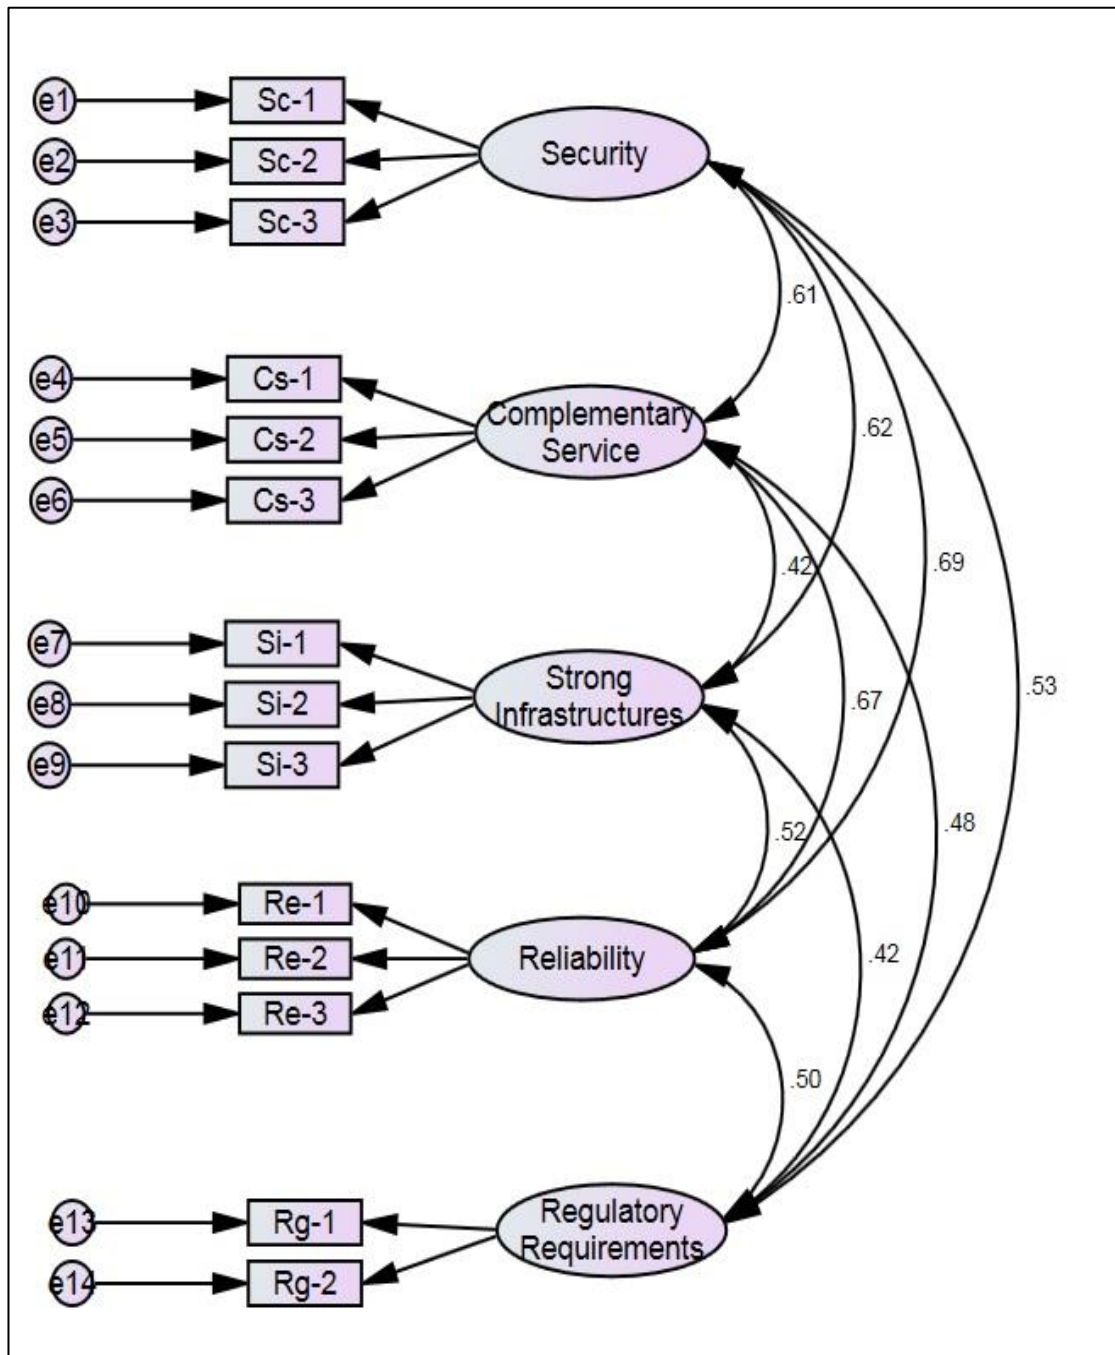 e1
Sc-1
e2
Sc-2
e3
Sc-3
Security
.61
e4
Cs-1
e5
Cs-2
e6
Cs-3
Complementary
Service
.62
.42
.69
e7
Si-1
e8
Si-2
e9
Si-3
Strong
Infrastructures
.67
.53
.52
.48
e10
Re-1
e11
Re-2
e12
Re-3
Reliability
.42
.50
e13
Rg-1
e14
Rg-2
Regulatory
Requirements